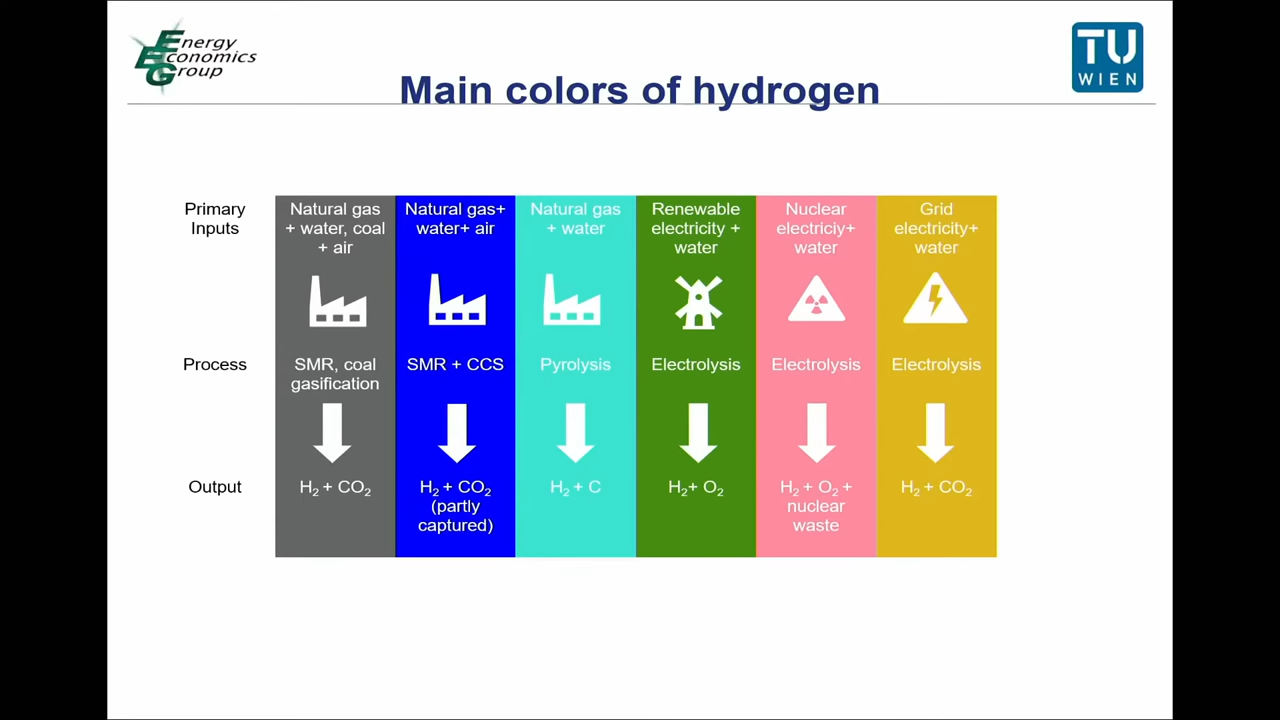 Energy
Economics
Group
TU
WIEN
Main colors of hydrogen
Primary
Inputs
Natural gas
+ water, coal
+ air
Natural gas+
water+ air
Natural gas
+ water
Renewable
electricity +
water
Nuclear
electriciy+
water
Grid
electricity+
water
Process
SMR, coal
gasification
SMR + CCS
Pyrolysis
Electrolysis
Electrolysis
Electrolysis
Output
H₂ + CO₂
H₂ + CO₂
(partly
captured)
H₂ + C
H₂+ O₂
H₂ + O₂ +
nuclear
waste
H₂ + CO₂